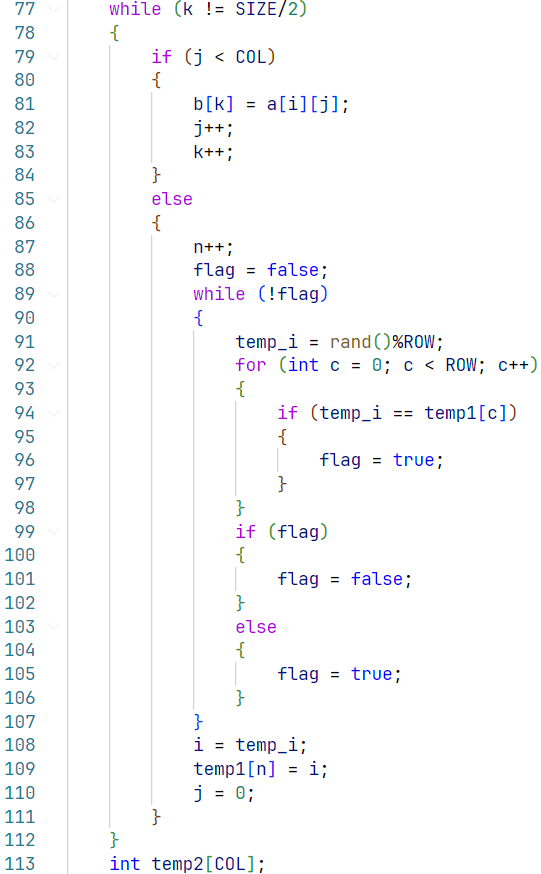 77 while (k != SIZE/2)
78 {
79 if (j < COL)
80 {
81 b[k] = a[i][j];
82 j++;
83 k++;
84 }
85 else
86 {
87 n++;
88 flag = false;
89 while (!flag)
90 {
91 temp_i = rand()%ROW;
92 for (int c = 0; c < ROW; c++)
93 {
94 if (temp_i == temp1[c])
95 {
96 flag = true;
97 }
98 }
99 if (flag)
100 {
101 flag = false;
102 }
103 else
104 {
105 flag = true;
106 }
107 }
108 i = temp_i;
109 temp1[n] = i;
110 j = 0;
111 }
112 }
113 int temp2[COL];